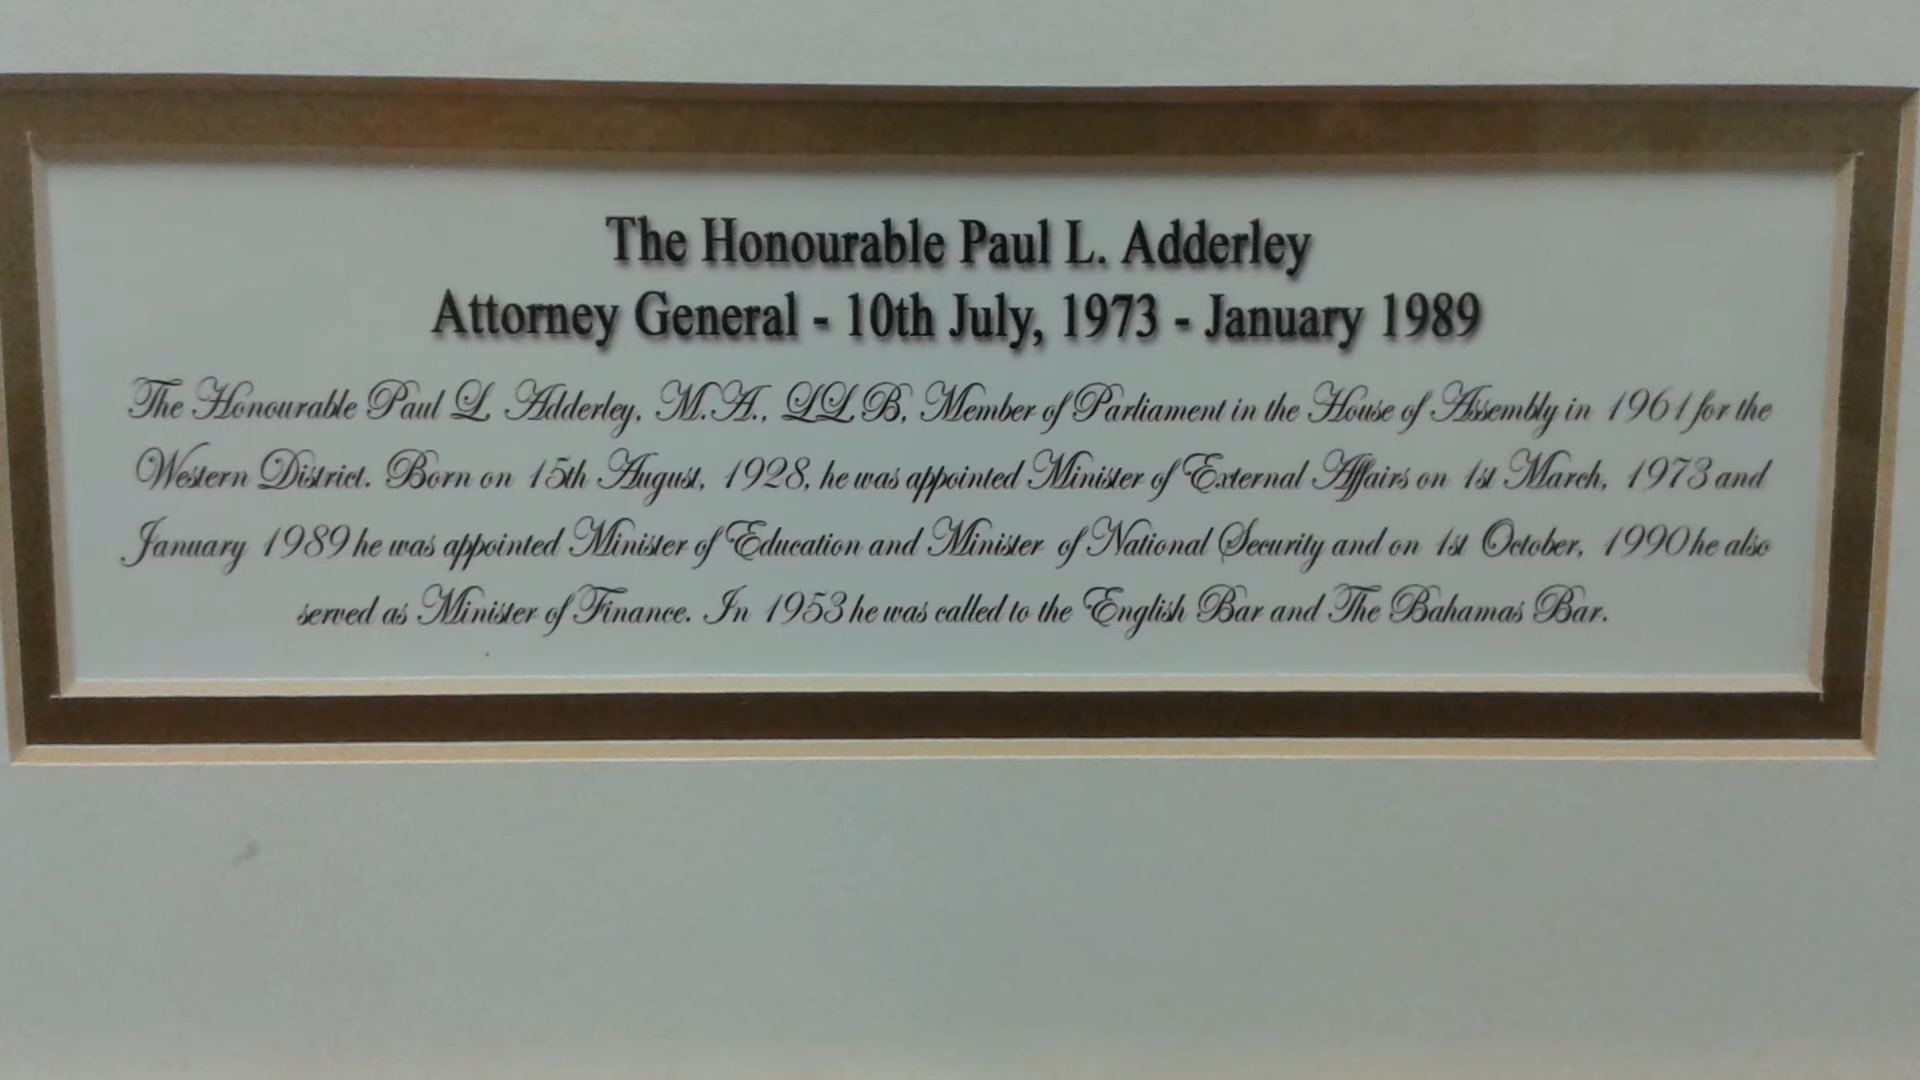 The Honourable Paul L. Adderley
Attorney General - 10th July, 1973 - January 1989
The Honourable Paul L. Adderley, M.A., LL.B, Member of Parliament in the House of Assembly in 1961 for the
Western District. Born on 15th August, 1928, he was appointed Minister of External Affairs on 1st March, 1973 and
January 1989 he was appointed Minister of Education and Minister of National Security and on 1st October, 1990 he also
served as Minister of Finance. In 1953 he was called to the English Bar and The Bahamas Bar.